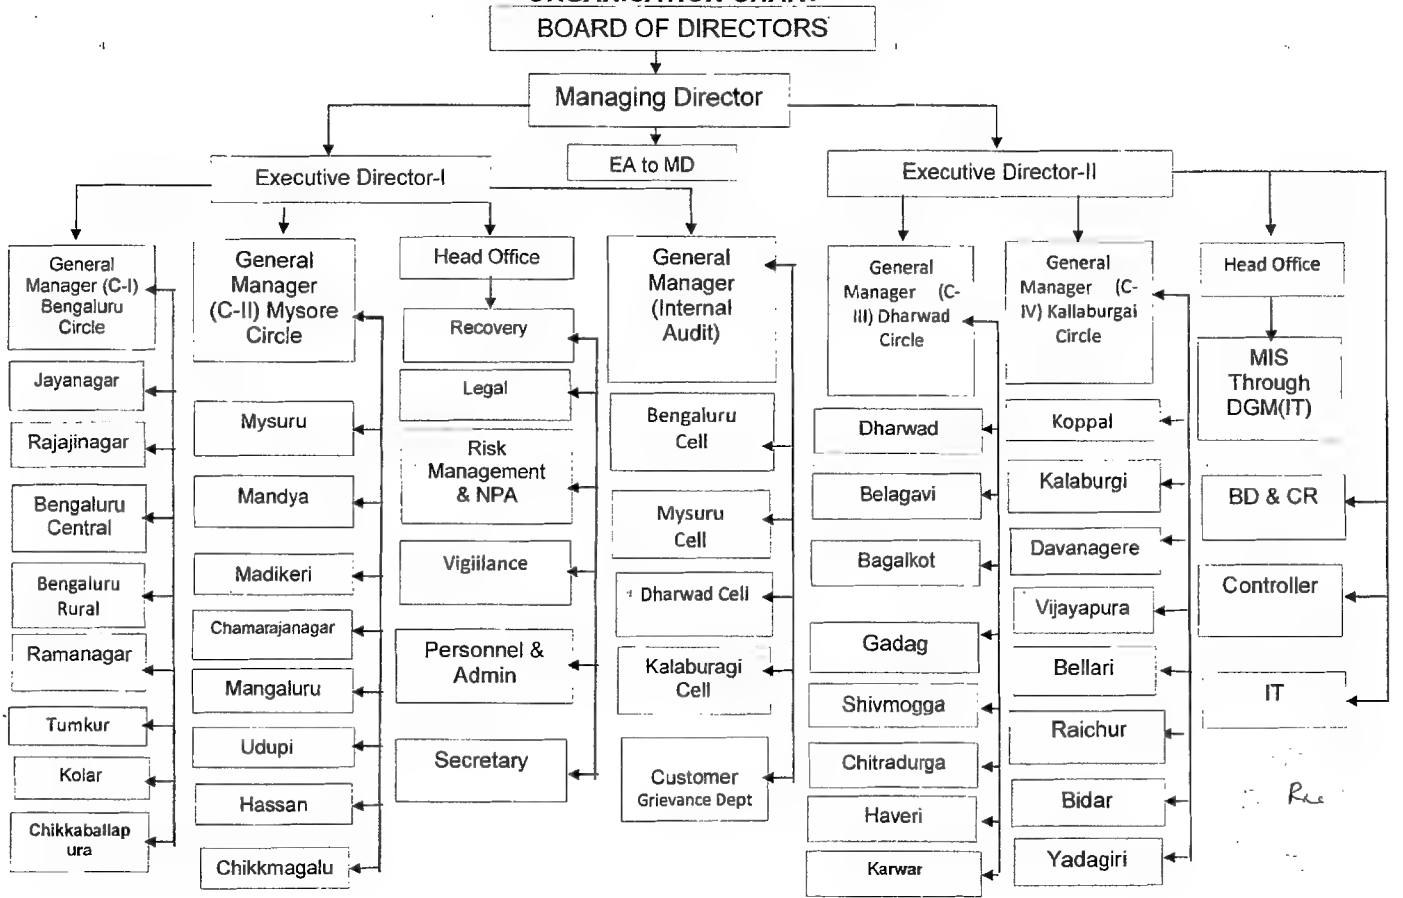 ORGANISATION CHART
BOARD OF DIRECTORS
Managing Director
EA to MD
Executive Director-I
Executive Director-II
General
Manager (C-I)
Bengaluru
Circle
Jayanagar
Rajajinagar
Bengaluru
Central
Bengaluru
Rural
Ramanagar
Tumkur
Kolar
Chikkaballap
ura
General
Manager
(C-II) Mysore
Circle
Mysuru
Mandya
Madikeri
Chamarajanagar
Mangaluru
Udupi
Hassan
Chikkmagalu
Head Office
Recovery
Legal
Risk
Management
& NPA
Vigiilance
Personnel &
Admin
Secretary
General
Manager
(Internal
Audit)
Bengaluru
Cell
Mysuru
Cell
Dharwad Cell
Kalaburagi
Cell
Customer
Grievance Dept
General
Manager (C-
III) Dharwad
Circle
Dharwad
Belagavi
Bagalkot
Gadag
Shivmogga
Chitradurga
Haveri
Karwar
General
Manager (C-
IV) Kallaburgai
Circle
Koppal
Kalaburgi
Davanagere
Vijayapura
Bellari
Raichur
Bidar
Yadagiri
Head Office
MIS
Through
DGM(IT)
BD & CR
Controller
IT